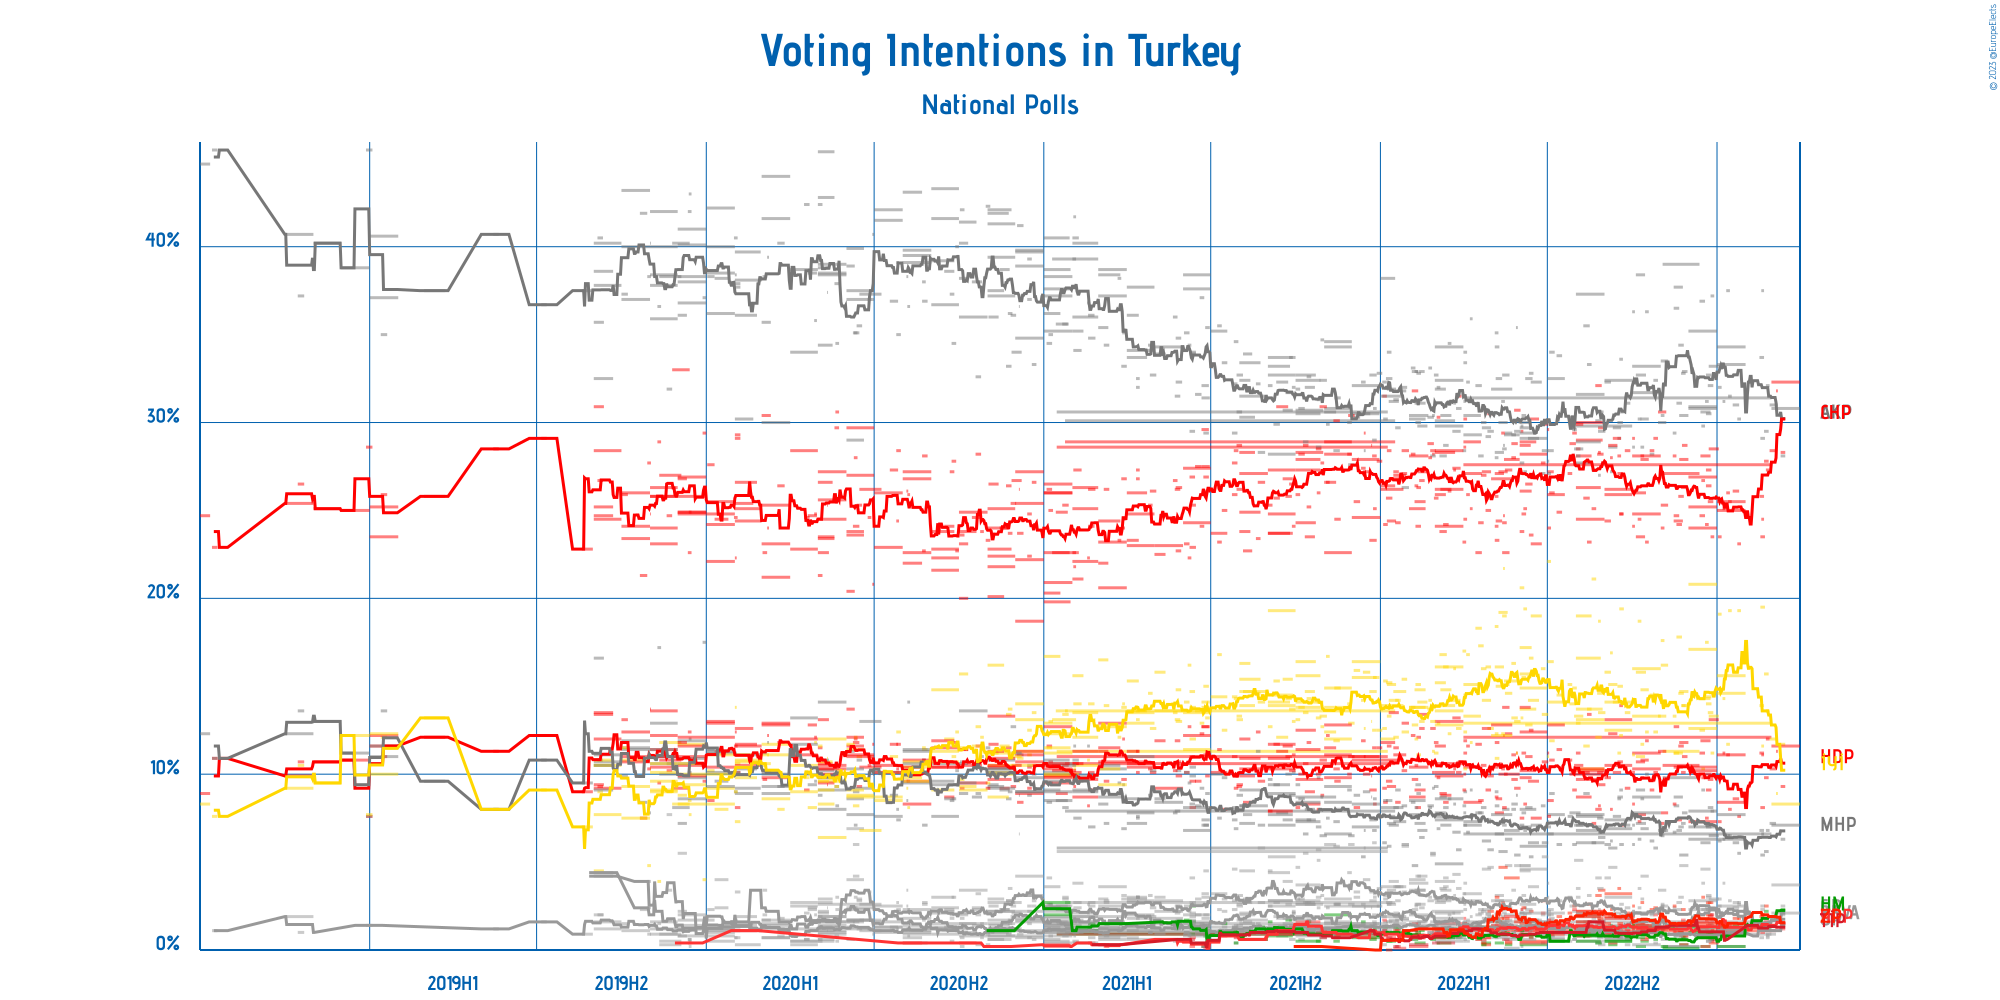 © 2023 @EuropeElects
Voting Intentions in Turkey
National Polls
40%
30%
20%
10%
0%
CHP
HDP
MHP
2019H1 2019H2 2020H1 2020H2 2021H1 2021H2 2022H1 2022H2